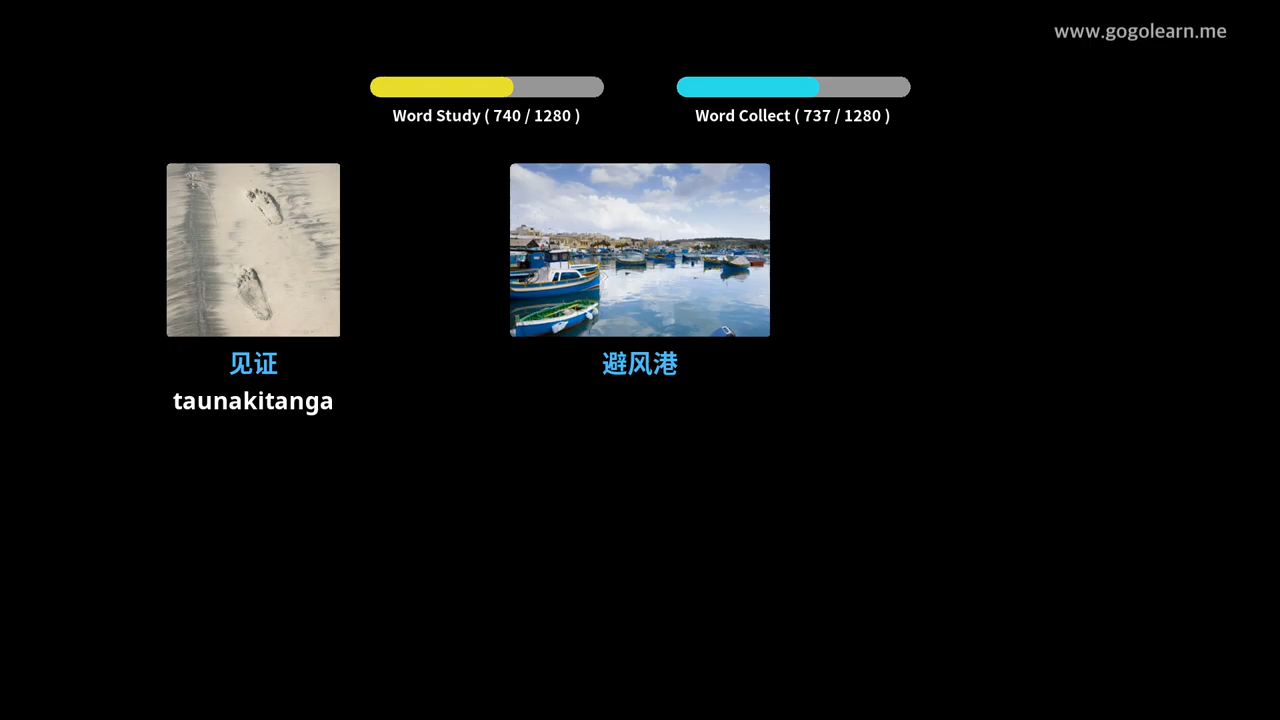 www.gogolearn.me
Word Study ( 740 / 1280 )
Word Collect ( 737 / 1280 )
见证
taunakitanga
避风港